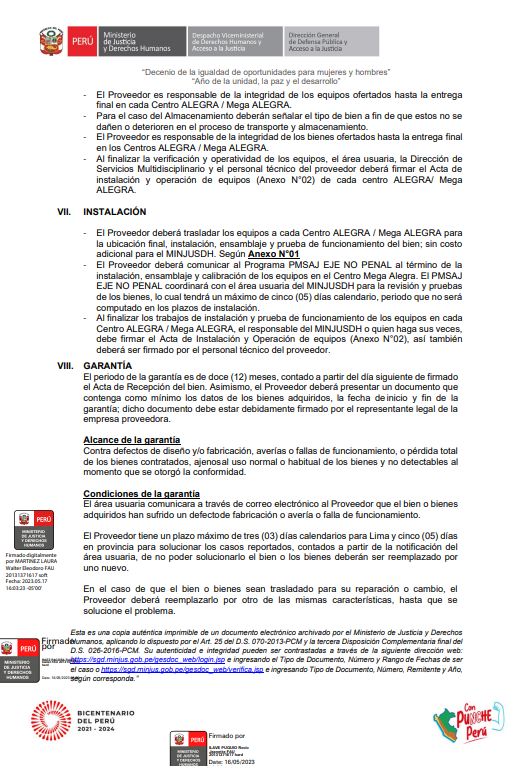 PERÚ
Ministerio
de Justicia
y Derechos Humanos
Despacho Viceministerial
de Derechos Humanos y
Acceso a la Justicia
Dirección General
de Defensa Pública y
Acceso a la Justicia
“Decenio de la igualdad de oportunidades para mujeres y hombres”
“Año de la unidad, la paz y el desarrollo”
- El Proveedor es responsable de la integridad de los equipos ofertados hasta la entrega
final en cada Centro ALEGRA / Mega ALEGRA.
- Para el caso del Almacenamiento deberán señalar el tipo de bien a fin de que estos no se
dañen o deterioren en el proceso de transporte y almacenamiento.
- El Proveedor es responsable de la integridad de los bienes ofertados hasta la entrega final
en los Centros ALEGRA / Mega ALEGRA.
- Al finalizar la verificación y operatividad de los equipos, el área usuaria, la Dirección de
Servicios Multidisciplinario y el personal técnico del proveedor deberá firmar el Acta de
instalación y operación de equipos (Anexo N°02) de cada centro ALEGRA/ Mega
ALEGRA.
VII. INSTALACIÓN
- El Proveedor deberá trasladar los equipos a cada Centro ALEGRA / Mega ALEGRA para
la ubicación final, instalación, ensamblaje y prueba de funcionamiento del bien; sin costo
adicional para el MINJUSDH. Según Anexo N°01
- El Proveedor deberá comunicar al Programa PMSAJ EJE NO PENAL al término de la
instalación, ensamblaje y calibración de los equipos en el Centro Mega Alegra. El PMSAJ
EJE NO PENAL coordinará con el área usuaria del MINJUSDH para la revisión y pruebas
de los bienes, lo cual tendrá un máximo de cinco (05) días calendario, periodo que no será
computado en los plazos de instalación.
- Al finalizar los trabajos de instalación y prueba de funcionamiento de los equipos en cada
Centro ALEGRA / Mega ALEGRA, el responsable del MINJUSDH o quien haga sus veces,
debe firmar el Acta de Instalación y Operación de equipos (Anexo N°02), así también
deberá ser firmado por el personal técnico del proveedor.
VIII. GARANTÍA
El periodo de la garantía es de doce (12) meses, contado a partir del día siguiente de firmado
el Acta de Recepción del bien. Asimismo, el Proveedor deberá presentar un documento que
contenga como mínimo los datos de los bienes adquiridos, la fecha de inicio y fin de la
garantía; dicho documento debe estar debidamente firmado por el representante legal de la
empresa proveedora.
Alcance de la garantía
Contra defectos de diseño y/o fabricación, averías o fallas de funcionamiento, o pérdida total
de los bienes contratados, ajenosal uso normal o habitual de los bienes y no detectables al
momento que se otorgó la conformidad.
Condiciones de la garantía
El área usuaria comunicara a través de correo electrónico al Proveedor que el bien o bienes
adquiridos han sufrido un defectode fabricación o avería o falla de funcionamiento.
El Proveedor tiene un plazo máximo de tres (03) días calendarios para Lima y cinco (05) días
en provincia para solucionar los casos reportados, contados a partir de la notificación del
área usuaria, de no poder solucionarlo el bien o los bienes deberán ser reemplazado por
uno nuevo.
En el caso de que el bien o bienes sean trasladado para su reparación o cambio, el
Proveedor deberá reemplazarlo por otro de las mismas características, hasta que se
solucione el problema.
PERÚ
MINISTERIO
DE JUSTICIA Y
DERECHOS
HUMANOS
Firmado digitalmente
por MARTINEZ LAURA
Walter Eleodoro FAU
20131371617 soft
Fecha: 2023.05.17
16:03:23 -05'00'
Esta es una copia auténtica imprimible de un documento electrónico archivado por el Ministerio de Justicia y Derechos
Humanos, aplicando lo dispuesto por el Art. 25 del D.S. 070-2013-PCM y la tercera Disposición Complementaria final del
D.S. 026-2016-PCM. Su autenticidad e integridad pueden ser contrastadas a través de la siguiente dirección web:
https://sgd.minjus.gob.pe/gesdoc_web/login.jsp e ingresando el Tipo de Documento, Número y Rango de Fechas de ser
el caso o https://sgd.minjus.gob.pe/gesdoc_web/verifica.jsp e ingresando Tipo de Documento, Número, Remitente y Año,
según corresponda.”
PERÚ
MINISTERIO
DE JUSTICIA Y
DERECHOS
HUMANOS
Firmado
por
BICENTENARIO
DEL PERÚ
2021 - 2024
PERÚ
MINISTERIO
DE JUSTICIA Y
DERECHOS
HUMANOS
Firmado por
Date: 16/05/2023
Con
PUNCHE
Perú